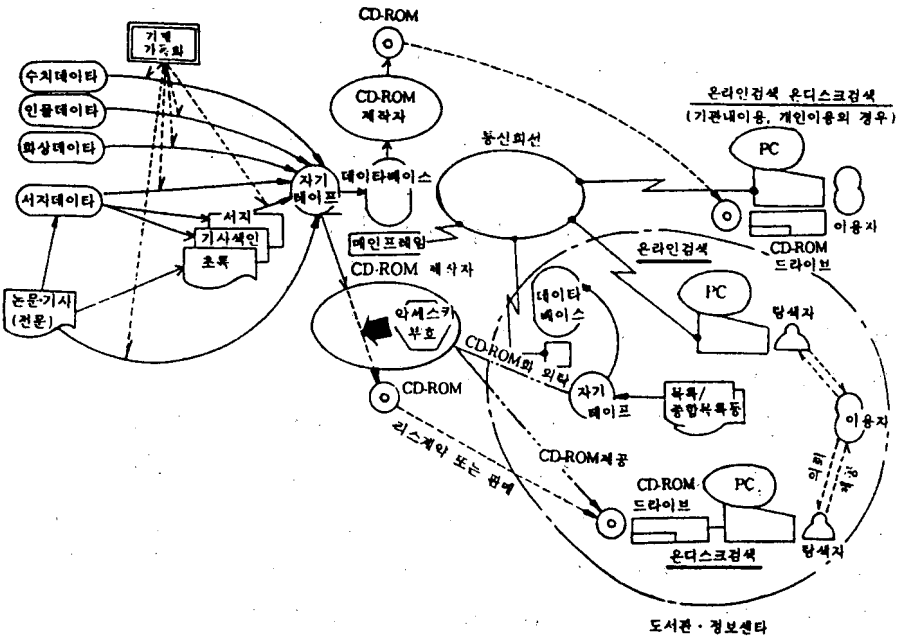 CD-ROM
기계
가독화
수치데이타
인물데이타
화상데이타
서지데이타
논문·기사
(전문)
서지
기사색인
초록
자기
테이프
CD-ROM
제작자
데이타베이스
메인프레임
통신회선
온라인검색 온디스크검색
(기관내이용, 개인이용의 경우)
PC
이용자
CD-ROM
드라이브
CD-ROM 제작자
악세스카
부호
CD-ROM
리스계약 또는 판매
온라인검색
데이타
베이스
PC
탐색자
CD-ROM화 의탁
자기
테이프
목록/
종합목록등
이용자
의뢰
제공
CD-ROM제공
CD-ROM
드라이브
PC
온디스크검색
탐색자
도서관·정보센타